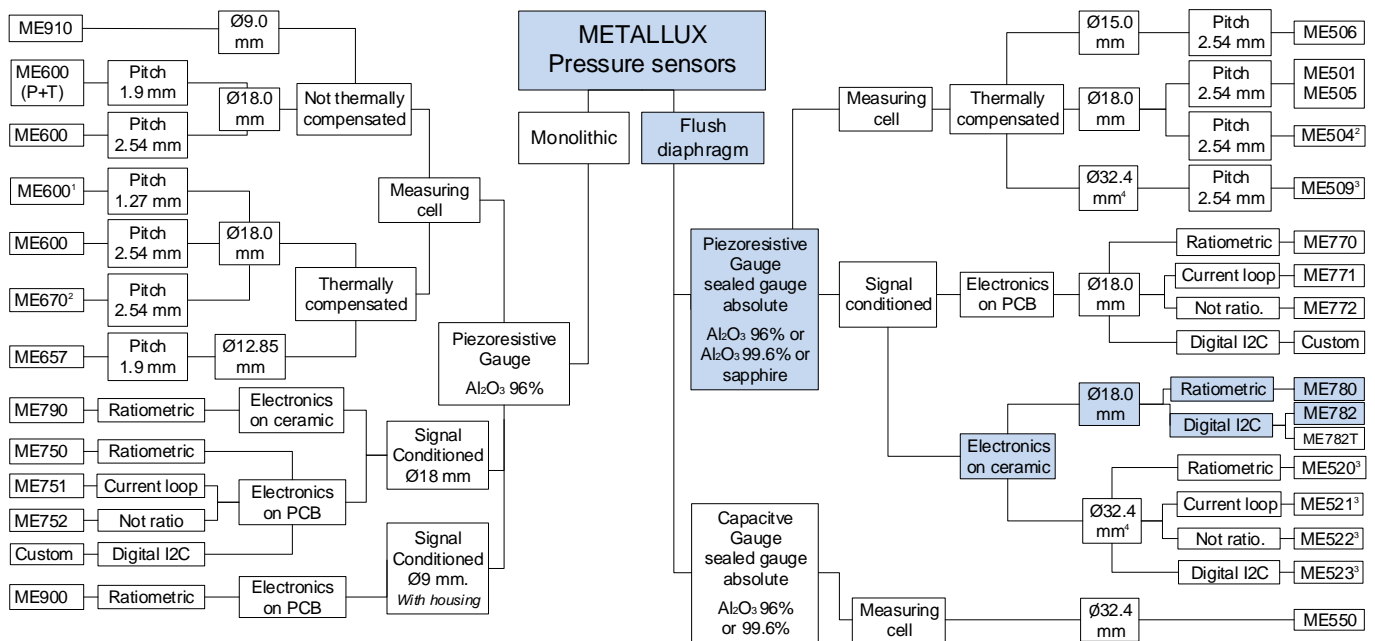 METALLUX
Pressure sensors
Monolithic
Flush
diaphragm
ME910
Ø9.0
mm
ME600
(P+T)
Pitch
1.9 mm
Ø18.0
mm
Not thermally
compensated
ME600
Pitch
2.54 mm
ME600¹
Pitch
1.27 mm
Measuring
cell
ME600
Pitch
2.54 mm
Ø18.0
mm
ME670²
Pitch
2.54 mm
Thermally
compensated
ME657
Pitch
1.9 mm
Ø12.85
mm
Piezoresistive
Gauge
Al₂O₃ 96%
ME790
Ratiometric
Electronics
on ceramic
ME750
Ratiometric
Signal
Conditioned
Ø18 mm
ME751
Current loop
Electronics
on PCB
ME752
Not ratio
Custom
Digital I2C
Signal
Conditioned
Ø9 mm.
With housing
ME900
Ratiometric
Electronics
on PCB
Ø15.0
mm
Pitch
2.54 mm
ME506
Measuring
cell
Thermally
compensated
Ø18.0
mm
Pitch
2.54 mm
ME501
ME505
Pitch
2.54 mm
ME504²
Ø32.4
mm⁴
Pitch
2.54 mm
ME509³
Piezoresistive
Gauge
sealed gauge
absolute
Al₂O₃ 96% or
Al₂O₃ 99.6% or
sapphire
Signal
conditioned
Electronics
on PCB
Ø18.0
mm
Ratiometric
ME770
Current loop
ME771
Not ratio.
ME772
Digital I2C
Custom
Electronics
on ceramic
Ø18.0
mm
Ratiometric
ME780
Digital I2C
ME782
ME782T
Ø32.4
mm⁴
Ratiometric
ME520³
Current loop
ME521³
Not ratio.
ME522³
Digital I2C
ME523³
Capacitve
Gauge
sealed gauge
absolute
Al₂O₃ 96%
or 99.6%
Measuring
cell
Ø32.4
mm
ME550